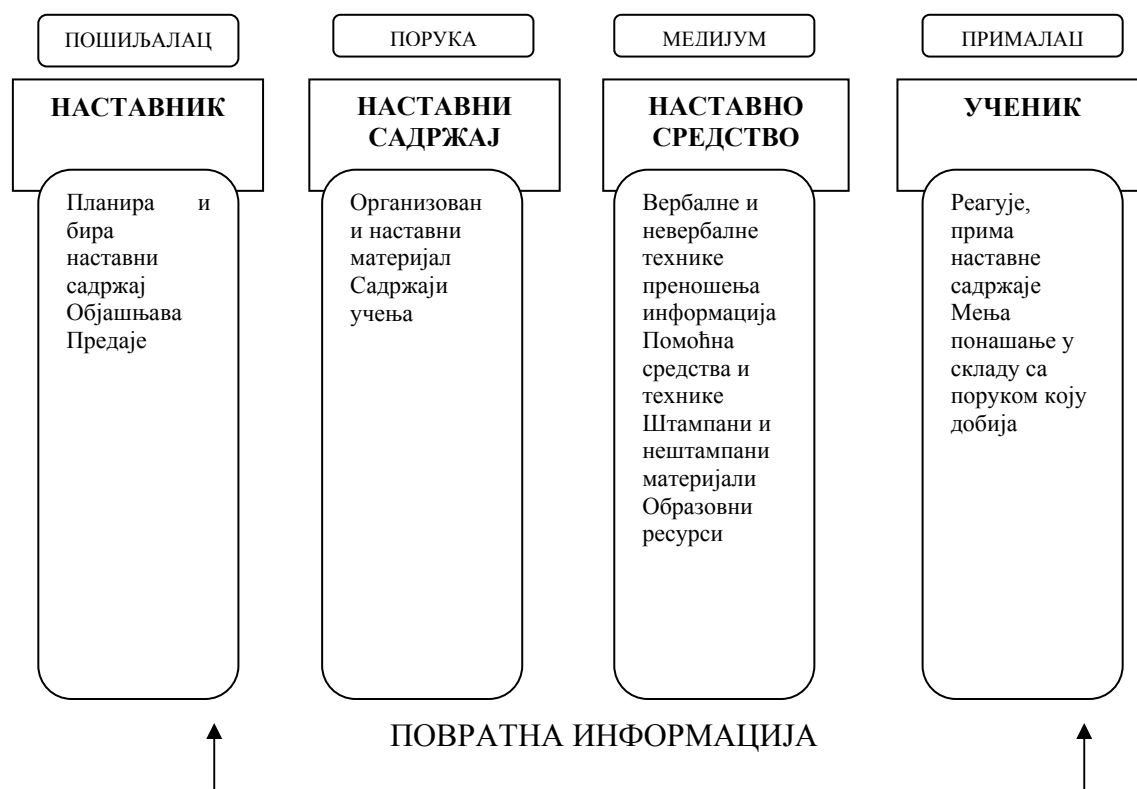 ПОШИЉАЛАЦ
ПОРУКА
МЕДИЈУМ
ПРИМАЛАЦ
НАСТАВНИК
НАСТАВНИ
САДРЖАЈ
НАСТАВНО
СРЕДСТВО
УЧЕНИК
Планира и
бира
наставни
садржај
Објашњава
Предаје
Организован
и наставни
материјал
Садржаји
учења
Вербалне и
невербалне
технике
преношења
информација
Помоћна
средства и
технике
Штампани и
нештампани
материјали
Образовни
ресурси
Реагује,
прима
наставне
садржаје
Мења
понашање у
складу са
поруком коју
добија
ПОВРАТНА ИНФОРМАЦИЈА